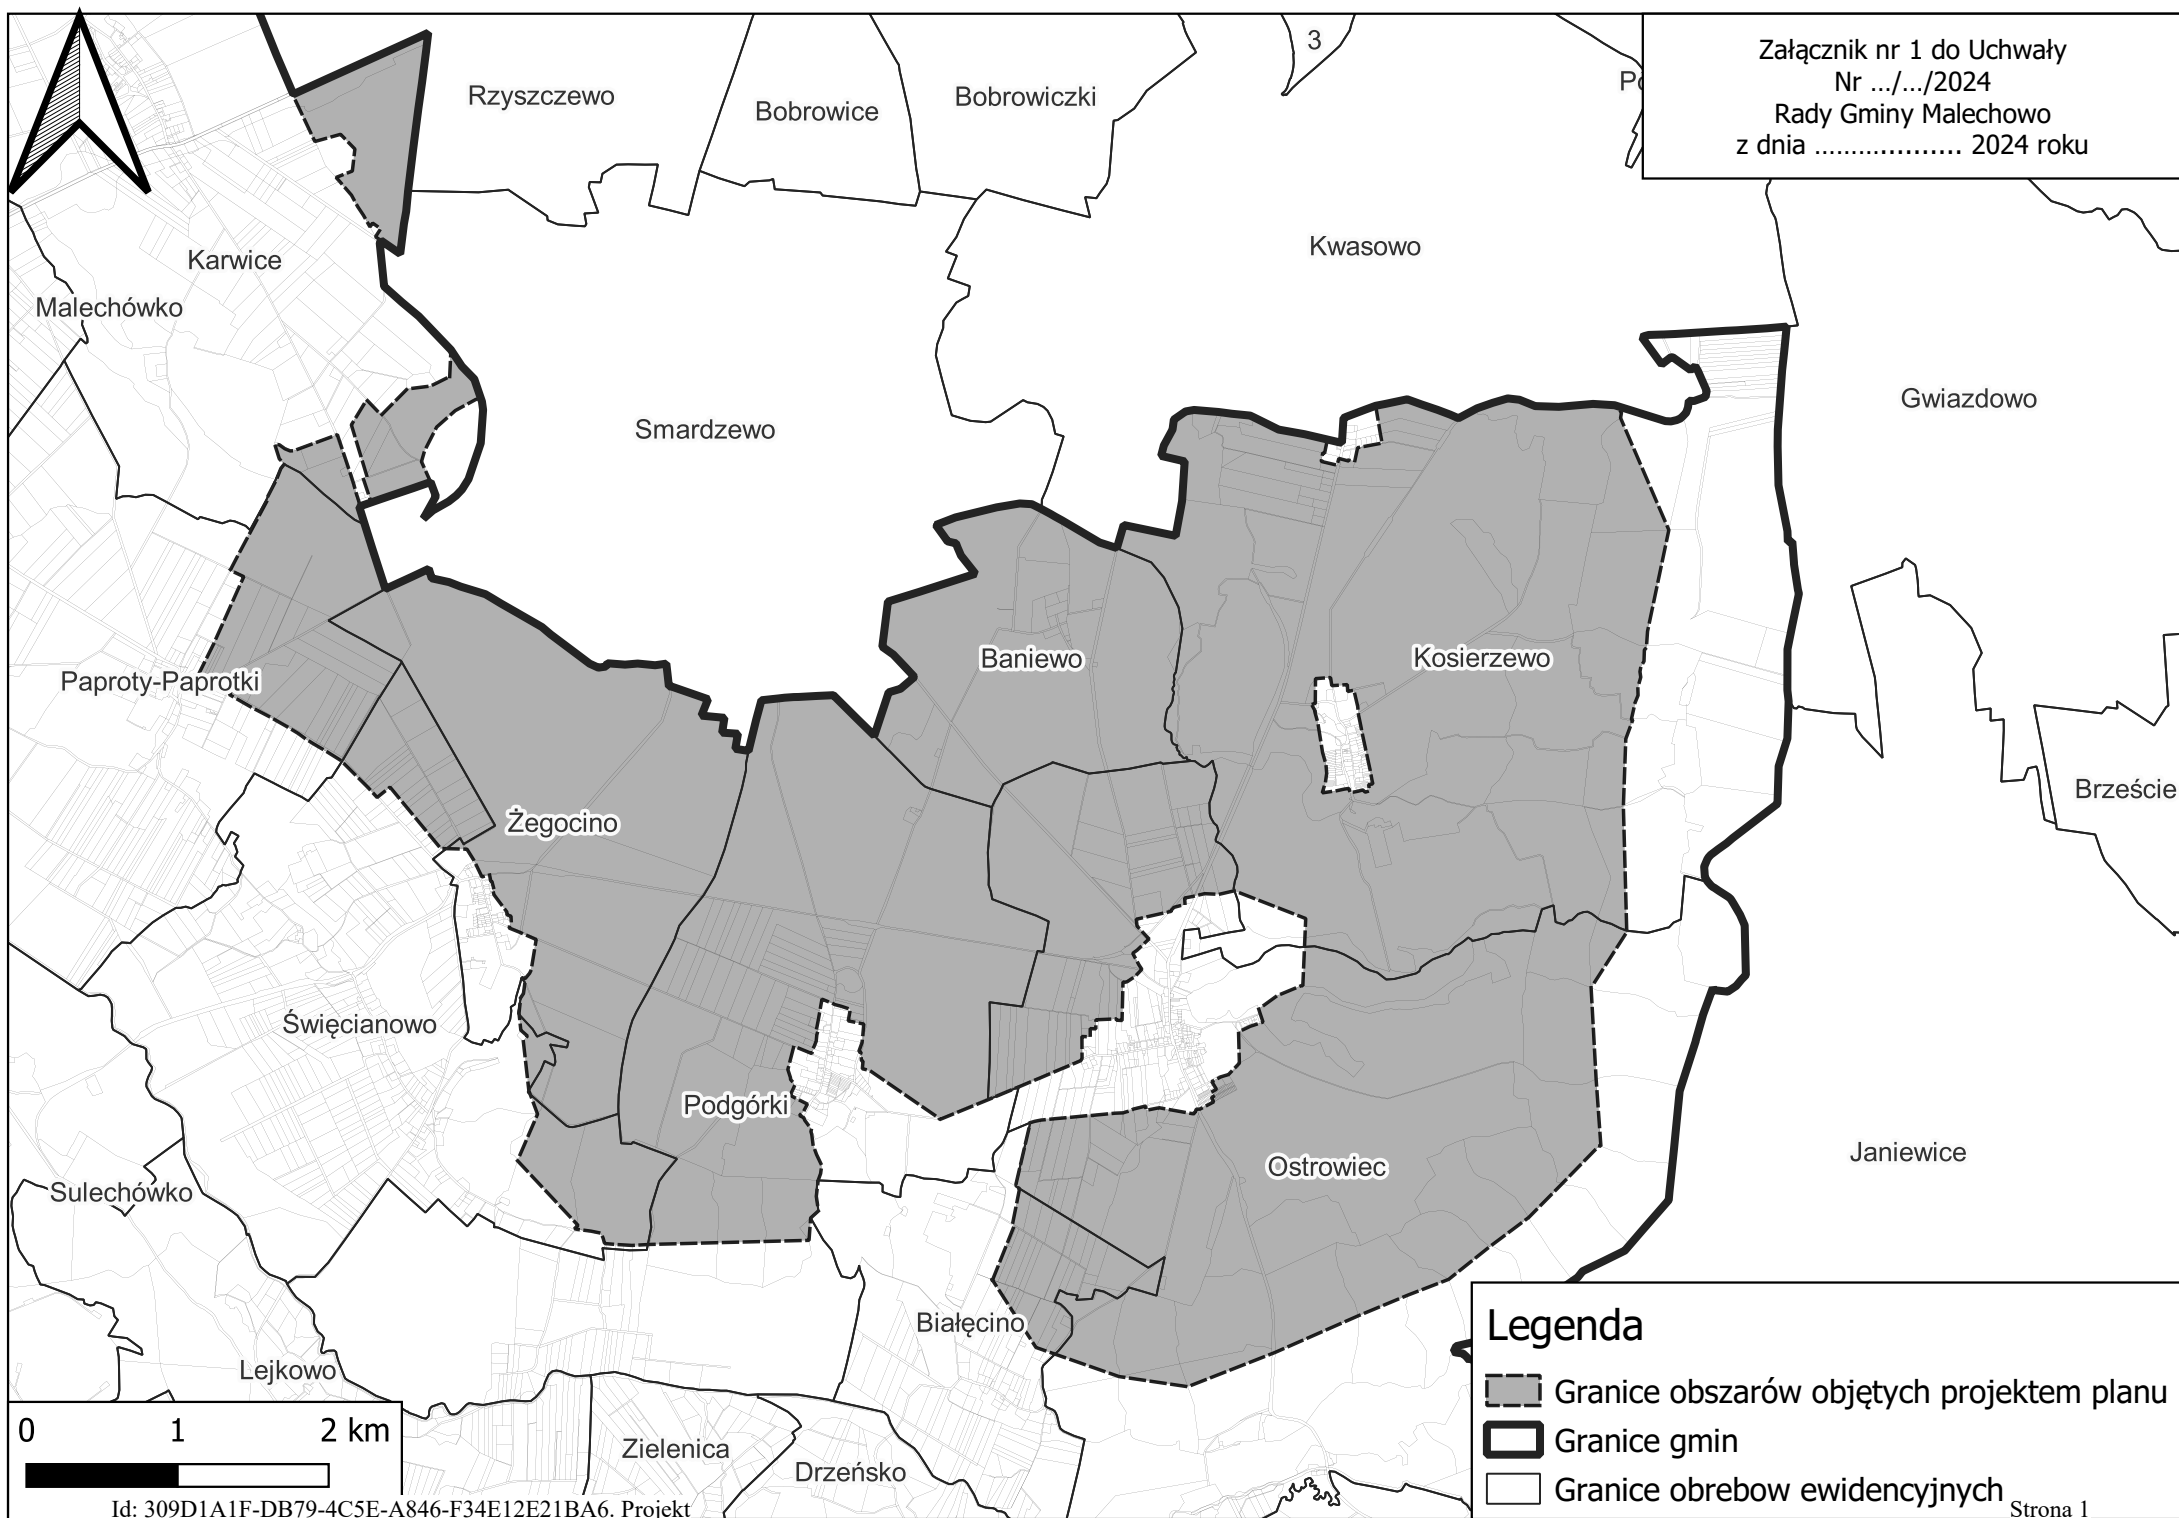 Załącznik nr 1 do Uchwały
Nr .../.../2024
Rady Gminy Malechowo
z dnia ................... 2024 roku
3
Rzyszczewo
Bobrowice
Bobrowiczki
Kwasowo
Karwice
Malechówko
Gwiazdowo
Smardzewo
Baniewo
Kosierzewo
Paproty-Paprotki
Brzeście
Żegocino
Święcianowo
Podgórki
Janiewice
Ostrowiec
Sulechówko
Białęcino
Lejkowo
Zielenica
Drzeńsko
Legenda
Granice obszarów objętych projektem planu
Granice gmin
Granice obrebow ewidencyjnych
0 1 2 km
Id: 309D1A1F-DB79-4C5E-A846-F34E12E21BA6. Projekt
Strona 1